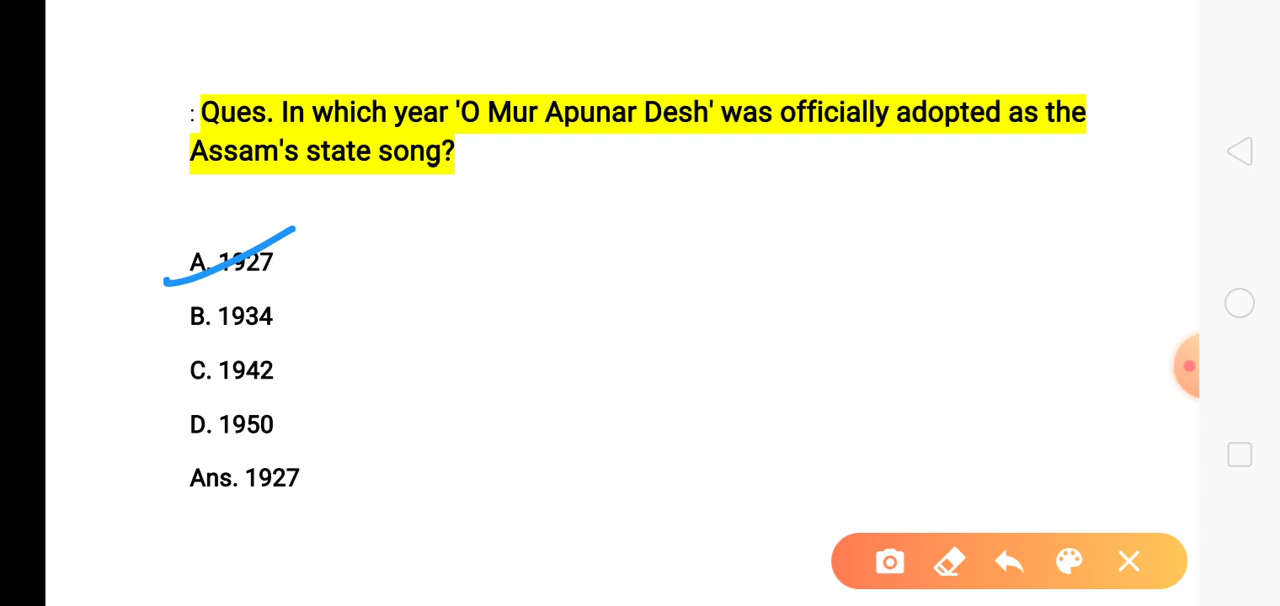 : Ques. In which year 'O Mur Apunar Desh' was officially adopted as the
Assam's state song?
A. 1927
B. 1934
C. 1942
D. 1950
Ans. 1927